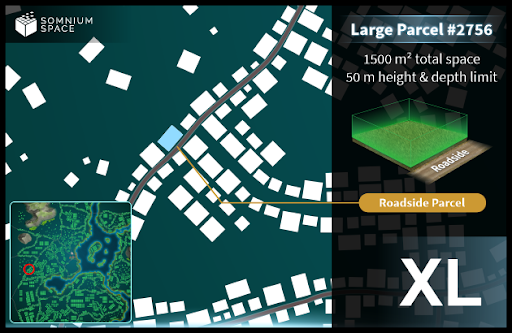 SOMNIUM
SPACE
Large Parcel #2756
1500 m² total space
50 m height & depth limit
Roadside
Roadside Parcel
XL